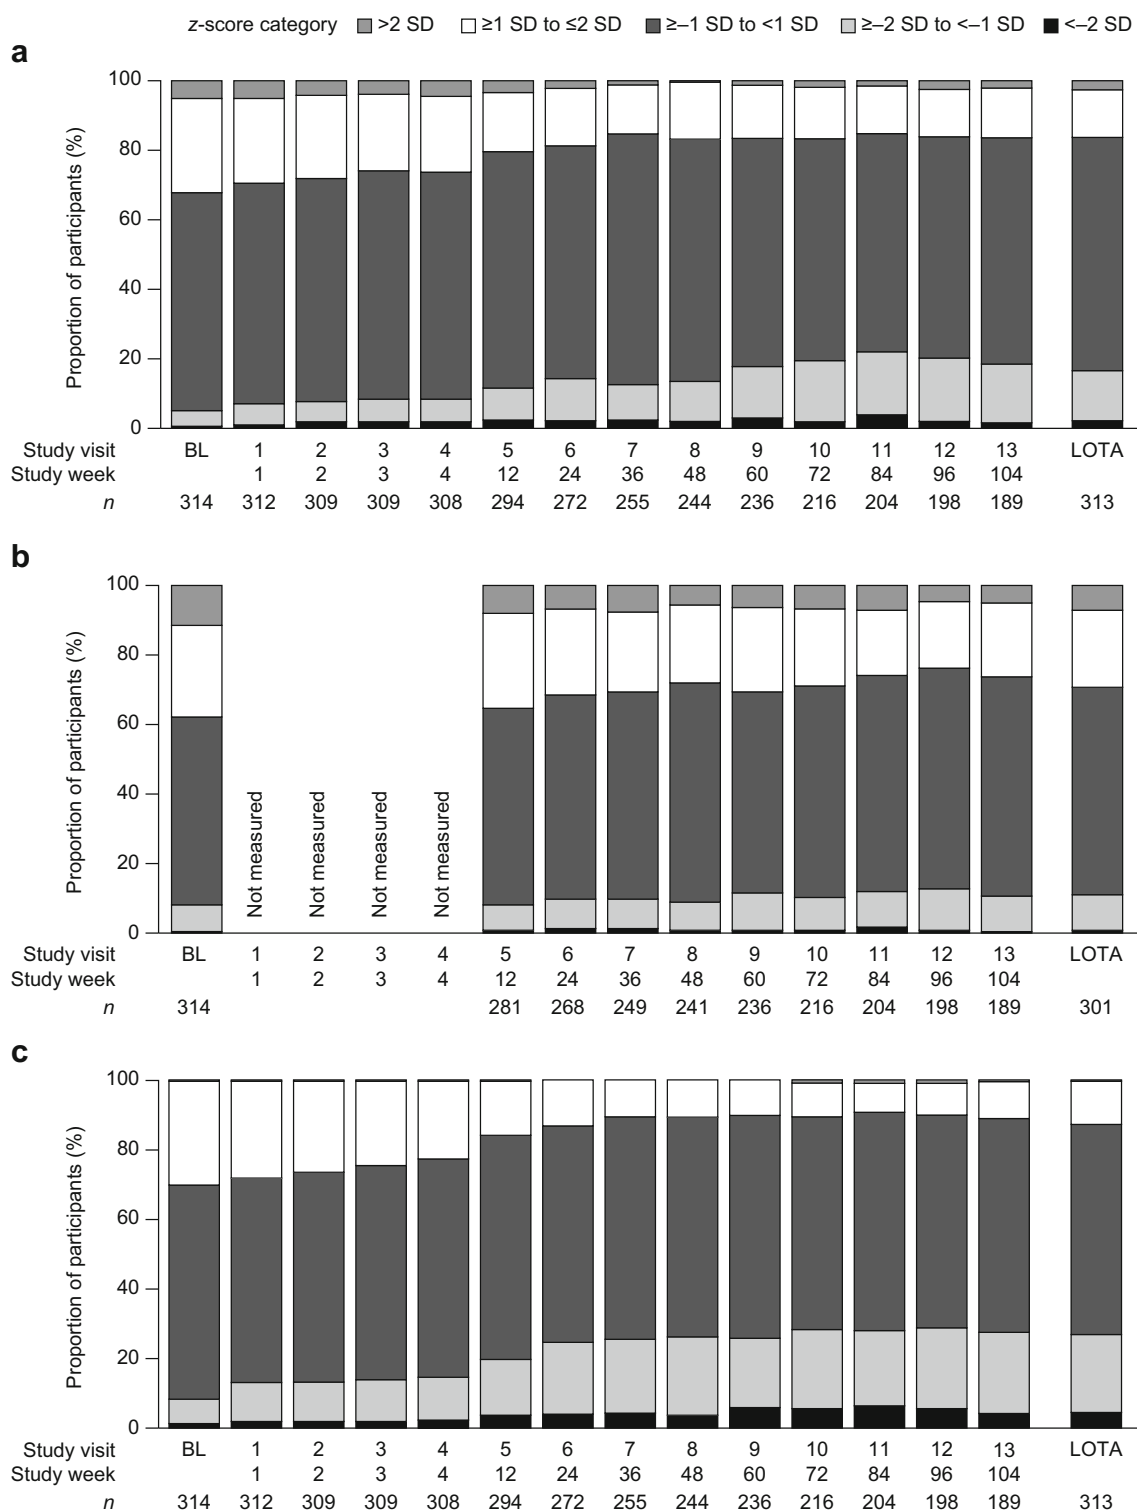 z-score category >2 SD ≥1 SD to ≤2 SD ≥–1 SD to <1 SD ≥–2 SD to <–1 SD <–2 SD
a
Proportion of participants (%)
100
80
60
40
20
0
Study visit BL 1 2 3 4 5 6 7 8 9 10 11 12 13 LOTA
Study week 1 2 3 4 12 24 36 48 60 72 84 96 104
n 314 312 309 309 308 294 272 255 244 236 216 204 198 189 313
b
Proportion of participants (%)
100
80
60
40
20
0
Not measured
Not measured
Not measured
Not measured
Study visit BL 1 2 3 4 5 6 7 8 9 10 11 12 13 LOTA
Study week 1 2 3 4 12 24 36 48 60 72 84 96 104
n 314 281 268 249 241 236 216 204 198 189 301
c
Proportion of participants (%)
100
80
60
40
20
0
Study visit BL 1 2 3 4 5 6 7 8 9 10 11 12 13 LOTA
Study week 1 2 3 4 12 24 36 48 60 72 84 96 104
n 314 312 309 309 308 294 272 255 244 236 216 204 198 189 313